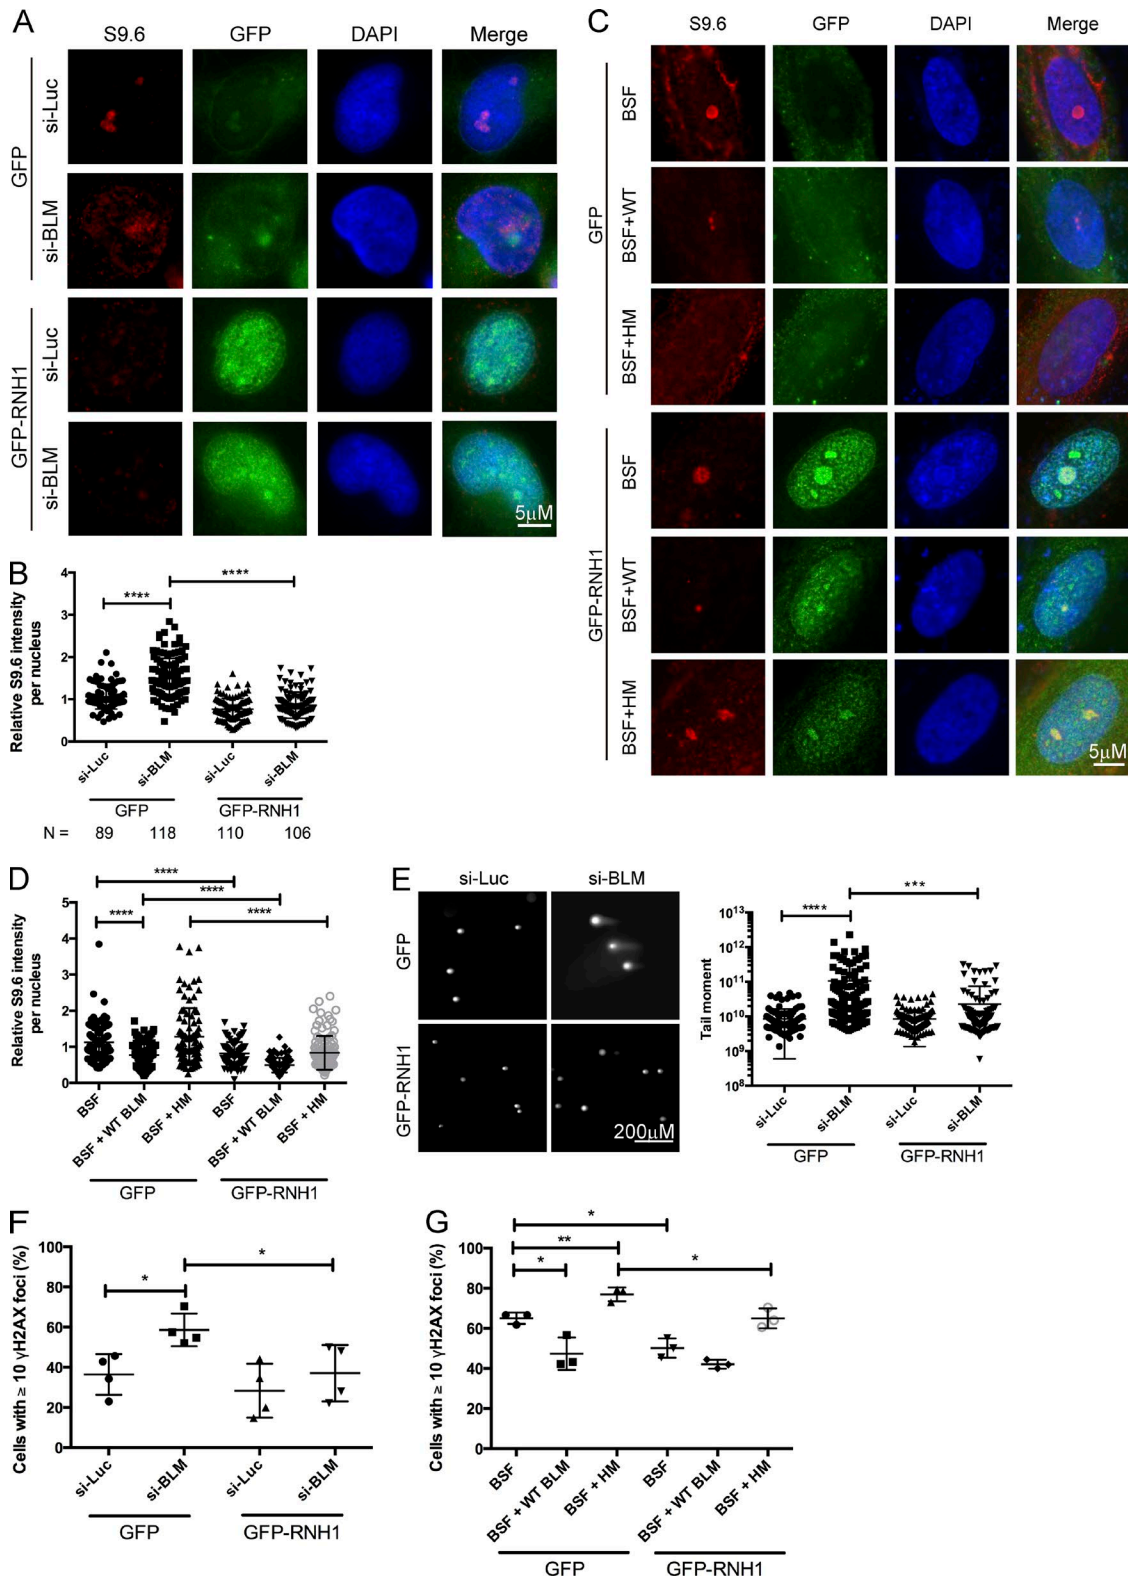 A
S9.6 GFP DAPI Merge
GFP
si-Luc
si-BLM
GFP-RNH1
si-Luc
si-BLM
5μM
B
Relative S9.6 intensity
per nucleus
4
3
2
1
0
****
****
si-Luc si-BLM si-Luc si-BLM
GFP GFP-RNH1
N = 89 118 110 106
C
S9.6 GFP DAPI Merge
GFP
BSF
BSF+WT
BSF+HM
GFP-RNH1
BSF
BSF+WT
BSF+HM
5μM
D
Relative S9.6 intensity
per nucleus
5
4
3
2
1
0
****
****
****
****
BSF BSF + WT BLM BSF + HM BSF BSF + WT BLM BSF + HM
GFP GFP-RNH1
E
si-Luc si-BLM
GFP
GFP-RNH1
200μM
Tail moment
10¹³
10¹²
10¹¹
10¹⁰
10⁹
10⁸
****
***
si-Luc si-BLM si-Luc si-BLM
GFP GFP-RNH1
F
Cells with ≥ 10 γH2AX foci (%)
100
80
60
40
20
0
*
*
si-Luc si-BLM si-Luc si-BLM
GFP GFP-RNH1
G
Cells with ≥ 10 γH2AX foci (%)
100
80
60
40
20
0
*
**
*
*
BSF BSF + WT BLM BSF + HM BSF BSF + WT BLM BSF + HM
GFP GFP-RNH1